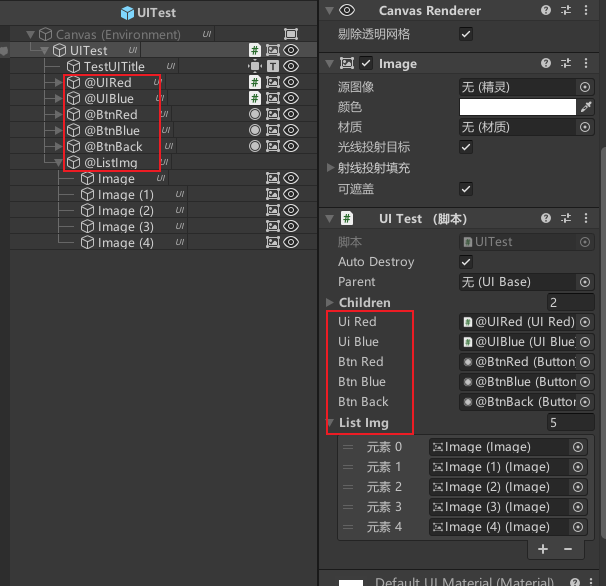 UITest
Canvas (Environment) UI
UITest UI
TestUITitle UI
@UIRed UI
@UIBlue UI
@BtnRed UI
@BtnBlue UI
@BtnBack UI
@ListImg UI
Image UI
Image (1) UI
Image (2) UI
Image (3) UI
Image (4) UI
Canvas Renderer
剔除透明网格
Image
源图像 无 (精灵)
颜色
材质 无 (材质)
光线投射目标
射线投射填充
可遮盖
UI Test （脚本）
脚本 UITest
Auto Destroy
Parent 无 (UI Base)
Children 2
Ui Red @UIRed (UI Red)
Ui Blue @UIBlue (UI Blue
Btn Red @BtnRed (Button
Btn Blue @BtnBlue (Button
Btn Back @BtnBack (Button
List Img 5
元素 0 Image (Image)
元素 1 Image (1) (Image)
元素 2 Image (2) (Image)
元素 3 Image (3) (Image)
元素 4 Image (4) (Image)
Default UI Material (Material)